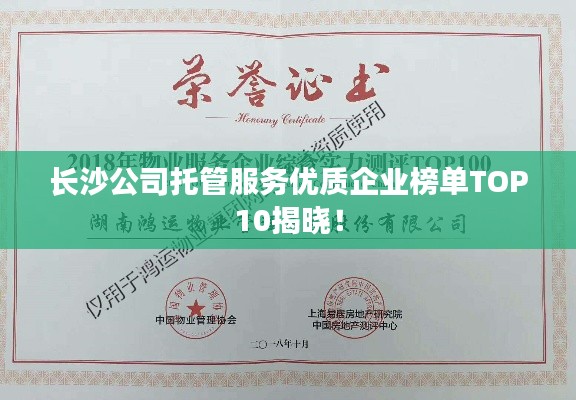 荣誉证书
Honorary Certificate
2018年物业服务企业综合实力测评TOP100
长沙公司托管服务优质企业榜单TOP
10揭晓！
湖南鸿运物业
股份有限公司
仅用于鸿运物业
资质使用
中国物业管理协会
上海易居房地产研究院
中国房地产测评中心
二〇一八年十月